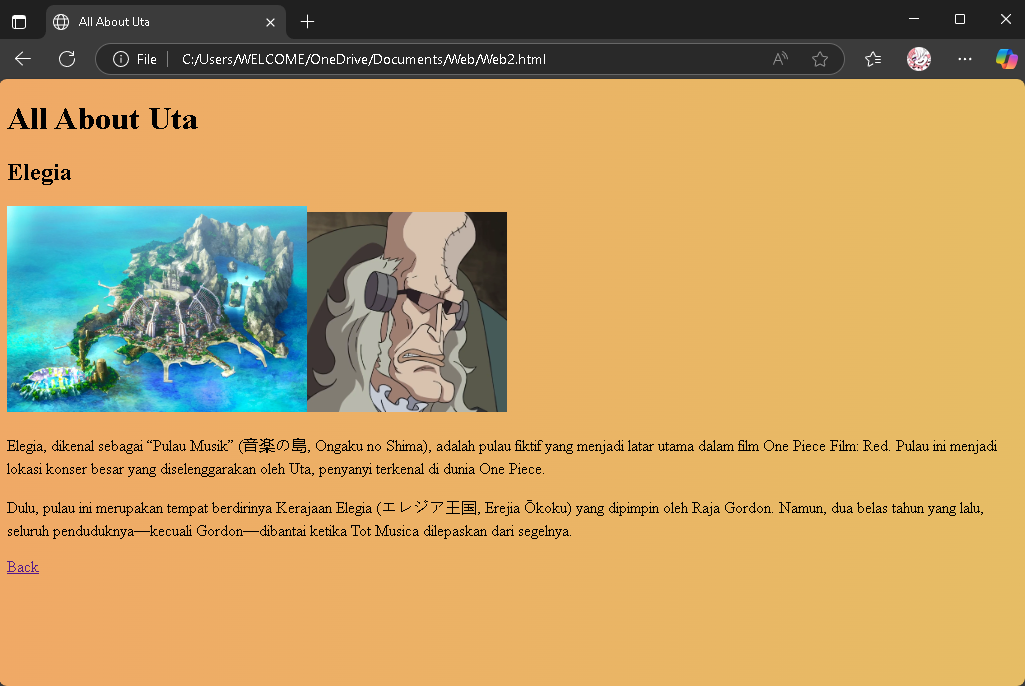 All About Uta
File
C:/Users/WELCOME/OneDrive/Documents/Web/Web2.html
All About Uta
Elegia
Elegia, dikenal sebagai “Pulau Musik” (音楽の島, Ongaku no Shima), adalah pulau fiktif yang menjadi latar utama dalam film One Piece Film: Red. Pulau ini menjadi
lokasi konser besar yang diselenggarakan oleh Uta, penyanyi terkenal di dunia One Piece.
Dulu, pulau ini merupakan tempat berdirinya Kerajaan Elegia (エレジア王国, Erejia Ōkoku) yang dipimpin oleh Raja Gordon. Namun, dua belas tahun yang lalu,
seluruh penduduknya—kecuali Gordon—dibantai ketika Tot Musica dilepaskan dari segelnya.
Back